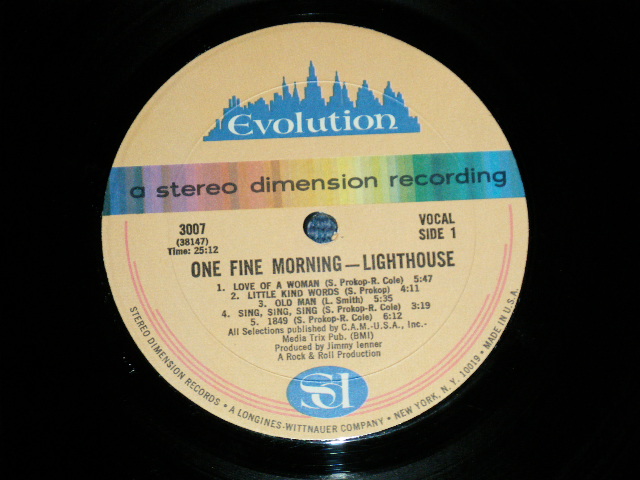 Evolution
a stereo dimension recording
3007
(38147)
Time: 25:12
VOCAL
SIDE 1
ONE FINE MORNING—LIGHTHOUSE
1. LOVE OF A WOMAN (S. Prokop-R. Cole) 5:47
2. LITTLE KIND WORDS (S. Prokop) 4:11
3. OLD MAN (L. Smith) 5:35
4. SING, SING, SING (S. Prokop-R. Cole) 3:19
5. 1849 (S. Prokop-R. Cole) 6:12
All Selections published by C.A.M.-U.S.A., Inc.-
Media Trix Pub. (BMI)
Produced by Jimmy Ienner
A Rock & Roll Production
SD
STEREO DIMENSION RECORDS • A LONGINES-WITTNAUER COMPANY • NEW YORK, N. Y. 10019 • MADE IN U.S.A.